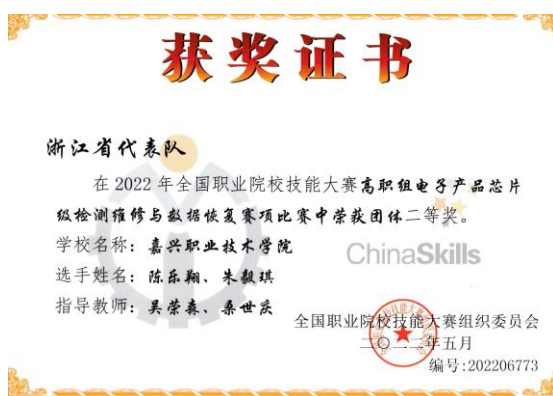 获奖证书
浙江省代表队
在 2022 年全国职业院校技能大赛高职组电子产品芯片
级检测维修与数据恢复赛项比赛中荣获团体二等奖。
学校名称：嘉兴职业技术学院
ChinaSkills
选手姓名：陈乐翔、朱毅琪
指导教师：吴荣森、桑世庆
全国职业院校技能大赛组织委员会
二〇二二年五月
编号:202206773